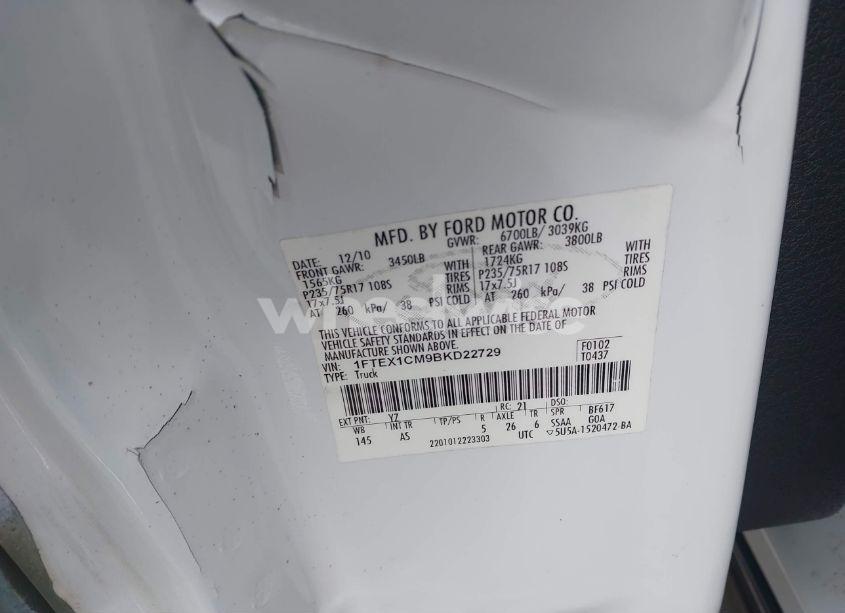 MFD. BY FORD MOTOR CO.
DATE: 12/10 GVWR: 6700LB/ 3039KG
FRONT GAWR: 3450LB REAR GAWR: 3800LB
1565KG WITH 1724KG WITH
P235/75R17 108S TIRES P235/75R17 108S TIRES
17x7.5J RIMS 17x7.5J RIMS
AT 260 kPa/ 38 PSI COLD AT 260 kPa/ 38 PSI COLD
THIS VEHICLE CONFORMS TO ALL APPLICABLE FEDERAL MOTOR
VEHICLE SAFETY STANDARDS IN EFFECT ON THE DATE OF
MANUFACTURE SHOWN ABOVE.
VIN: 1FTEX1CM9BKD22729 F0102
TYPE: Truck T0437
EXT PNT: YZ RC: 21 DSO:
WB INT TR TP/PS R AXLE TR SPR BF617
145 AS 5 26 6 SSAA GOA
2201012223303 UTC 5U5A-1520472-BA